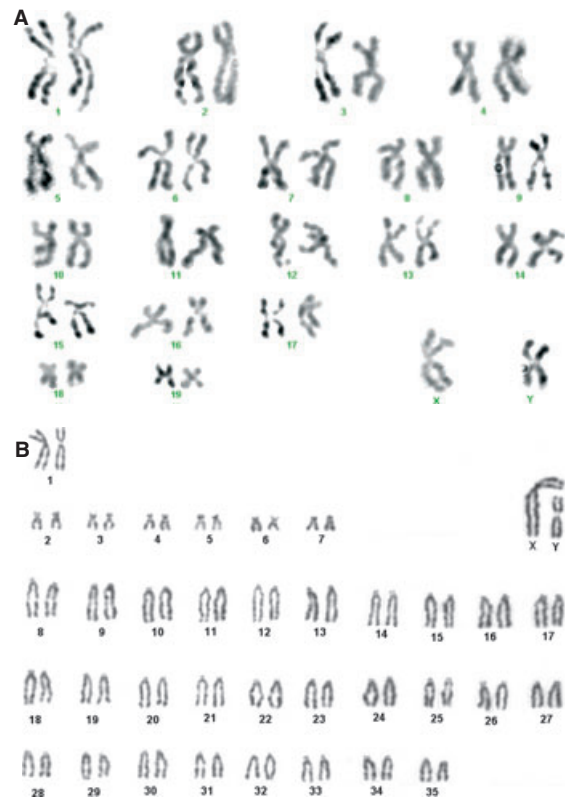 A
1 2 3 4
5 6 7 8 9
10 11 12 13 14
15 16 17
18 19 X Y
B
1
2 3 4 5 6 7 X Y
8 9 10 11 12 13 14 15 16 17
18 19 20 21 22 23 24 25 26 27
28 29 30 31 32 33 34 35